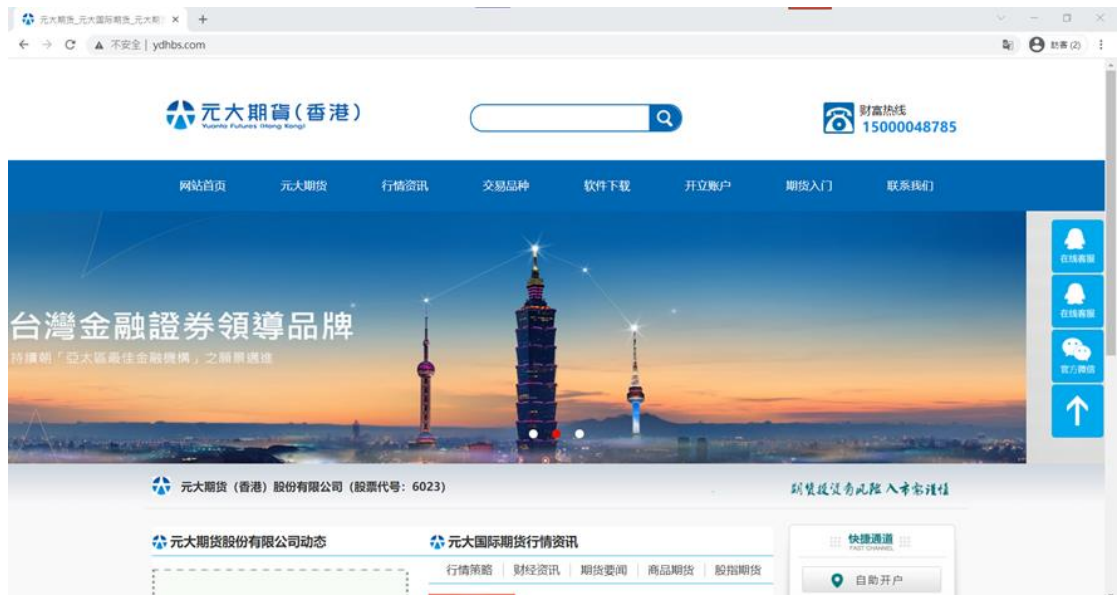 元大期货_元大国际期货_元大期
不安全 | ydhbs.com
訪客 (2)
元大期貨(香港)
Yuanta Futures (Hong Kong)
财富热线
15000048785
网站首页 元大期货 行情资讯 交易品种 软件下载 开立账户 期货入门 联系我们
在线客服
在线客服
官方微信
台灣金融證券領導品牌
持續朝「亞太區最佳金融機構」之願景邁進
元大期货（香港）股份有限公司（股票代号：6023）
期货投资有风险 入市需谨慎
元大期货股份有限公司动态
元大国际期货行情资讯
行情策略 财经资讯 期货要闻 商品期货 股指期货
快捷通道
FAST CHANNEL
自助开户